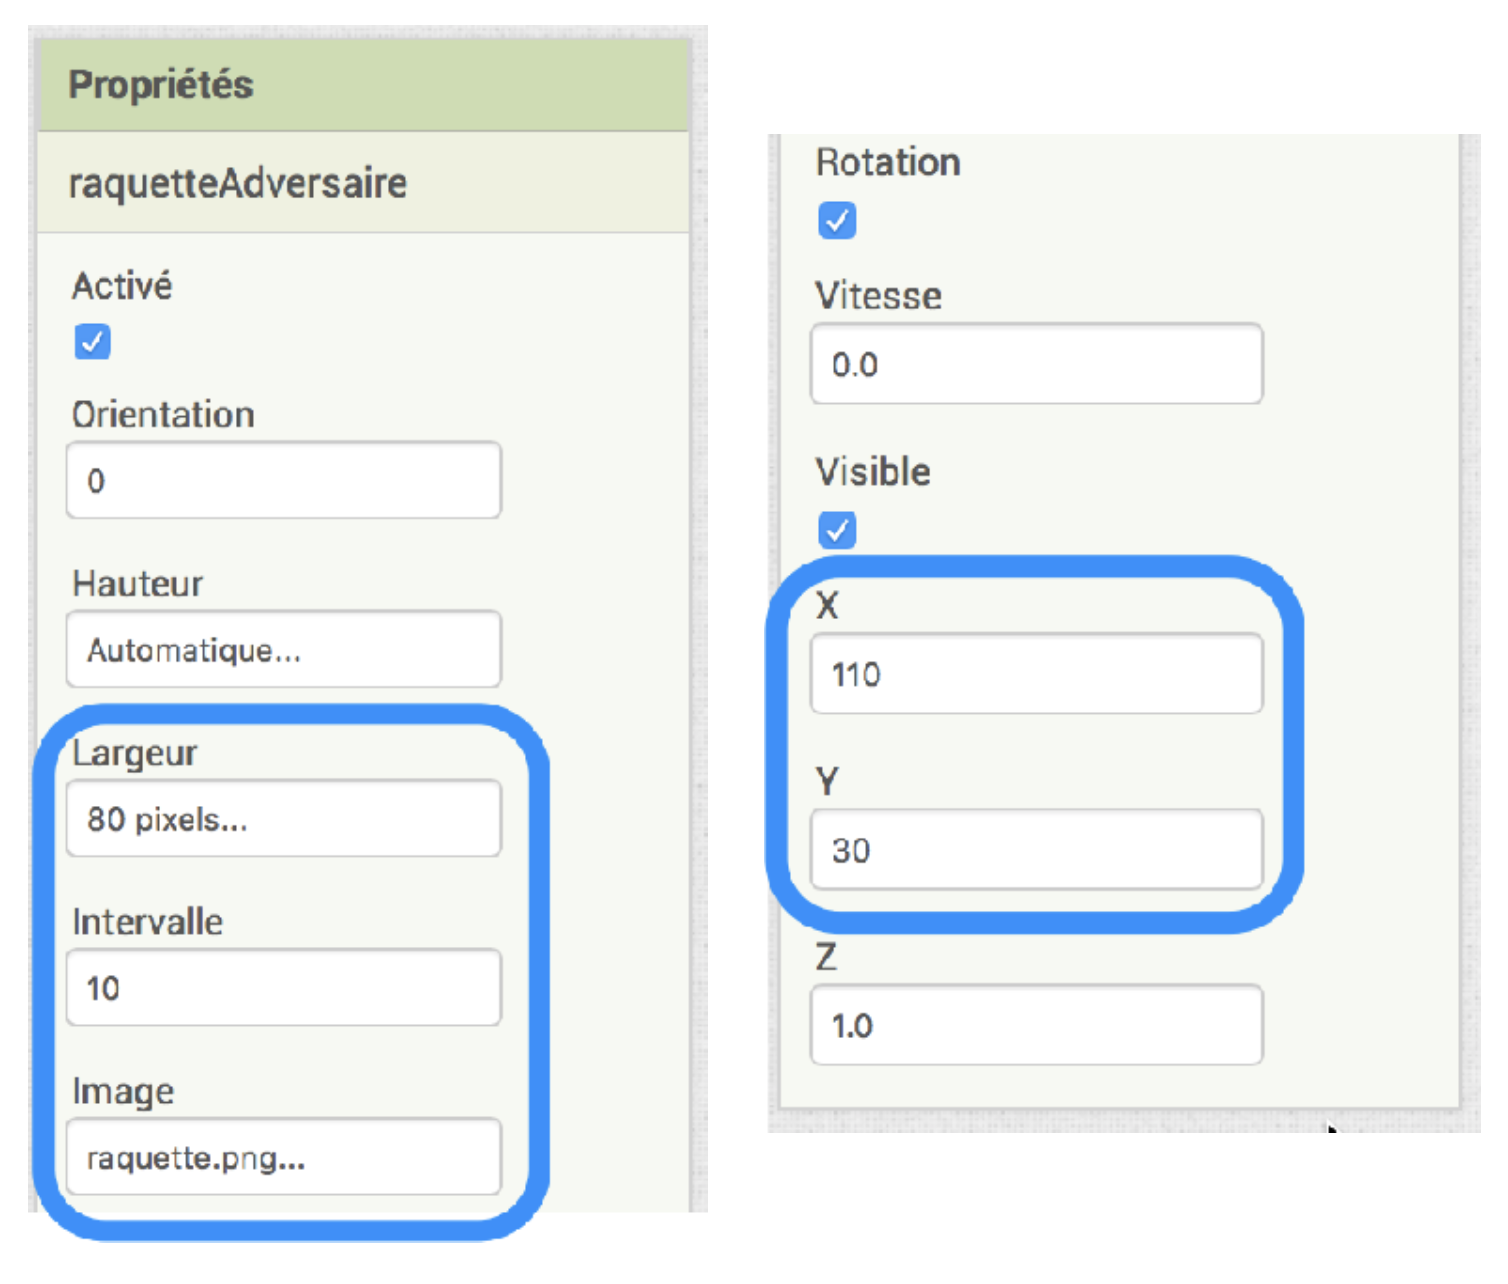 Propriétés
raquetteAdversaire
Activé
Orientation
0
Hauteur
Automatique...
Largeur
80 pixels...
Intervalle
10
Image
raquette.png...
Rotation
Vitesse
0.0
Visible
X
110
Y
30
Z
1.0